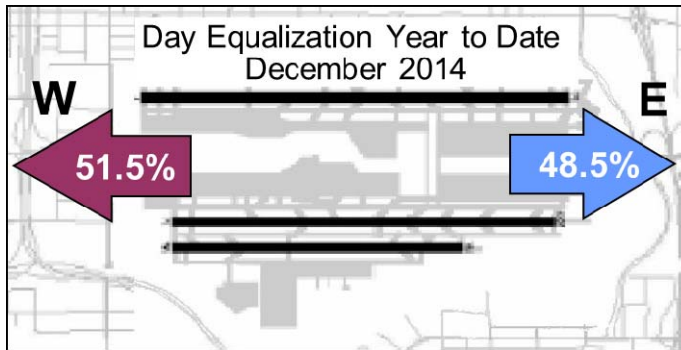 Day Equalization Year to Date
December 2014
W
E
51.5%
48.5%